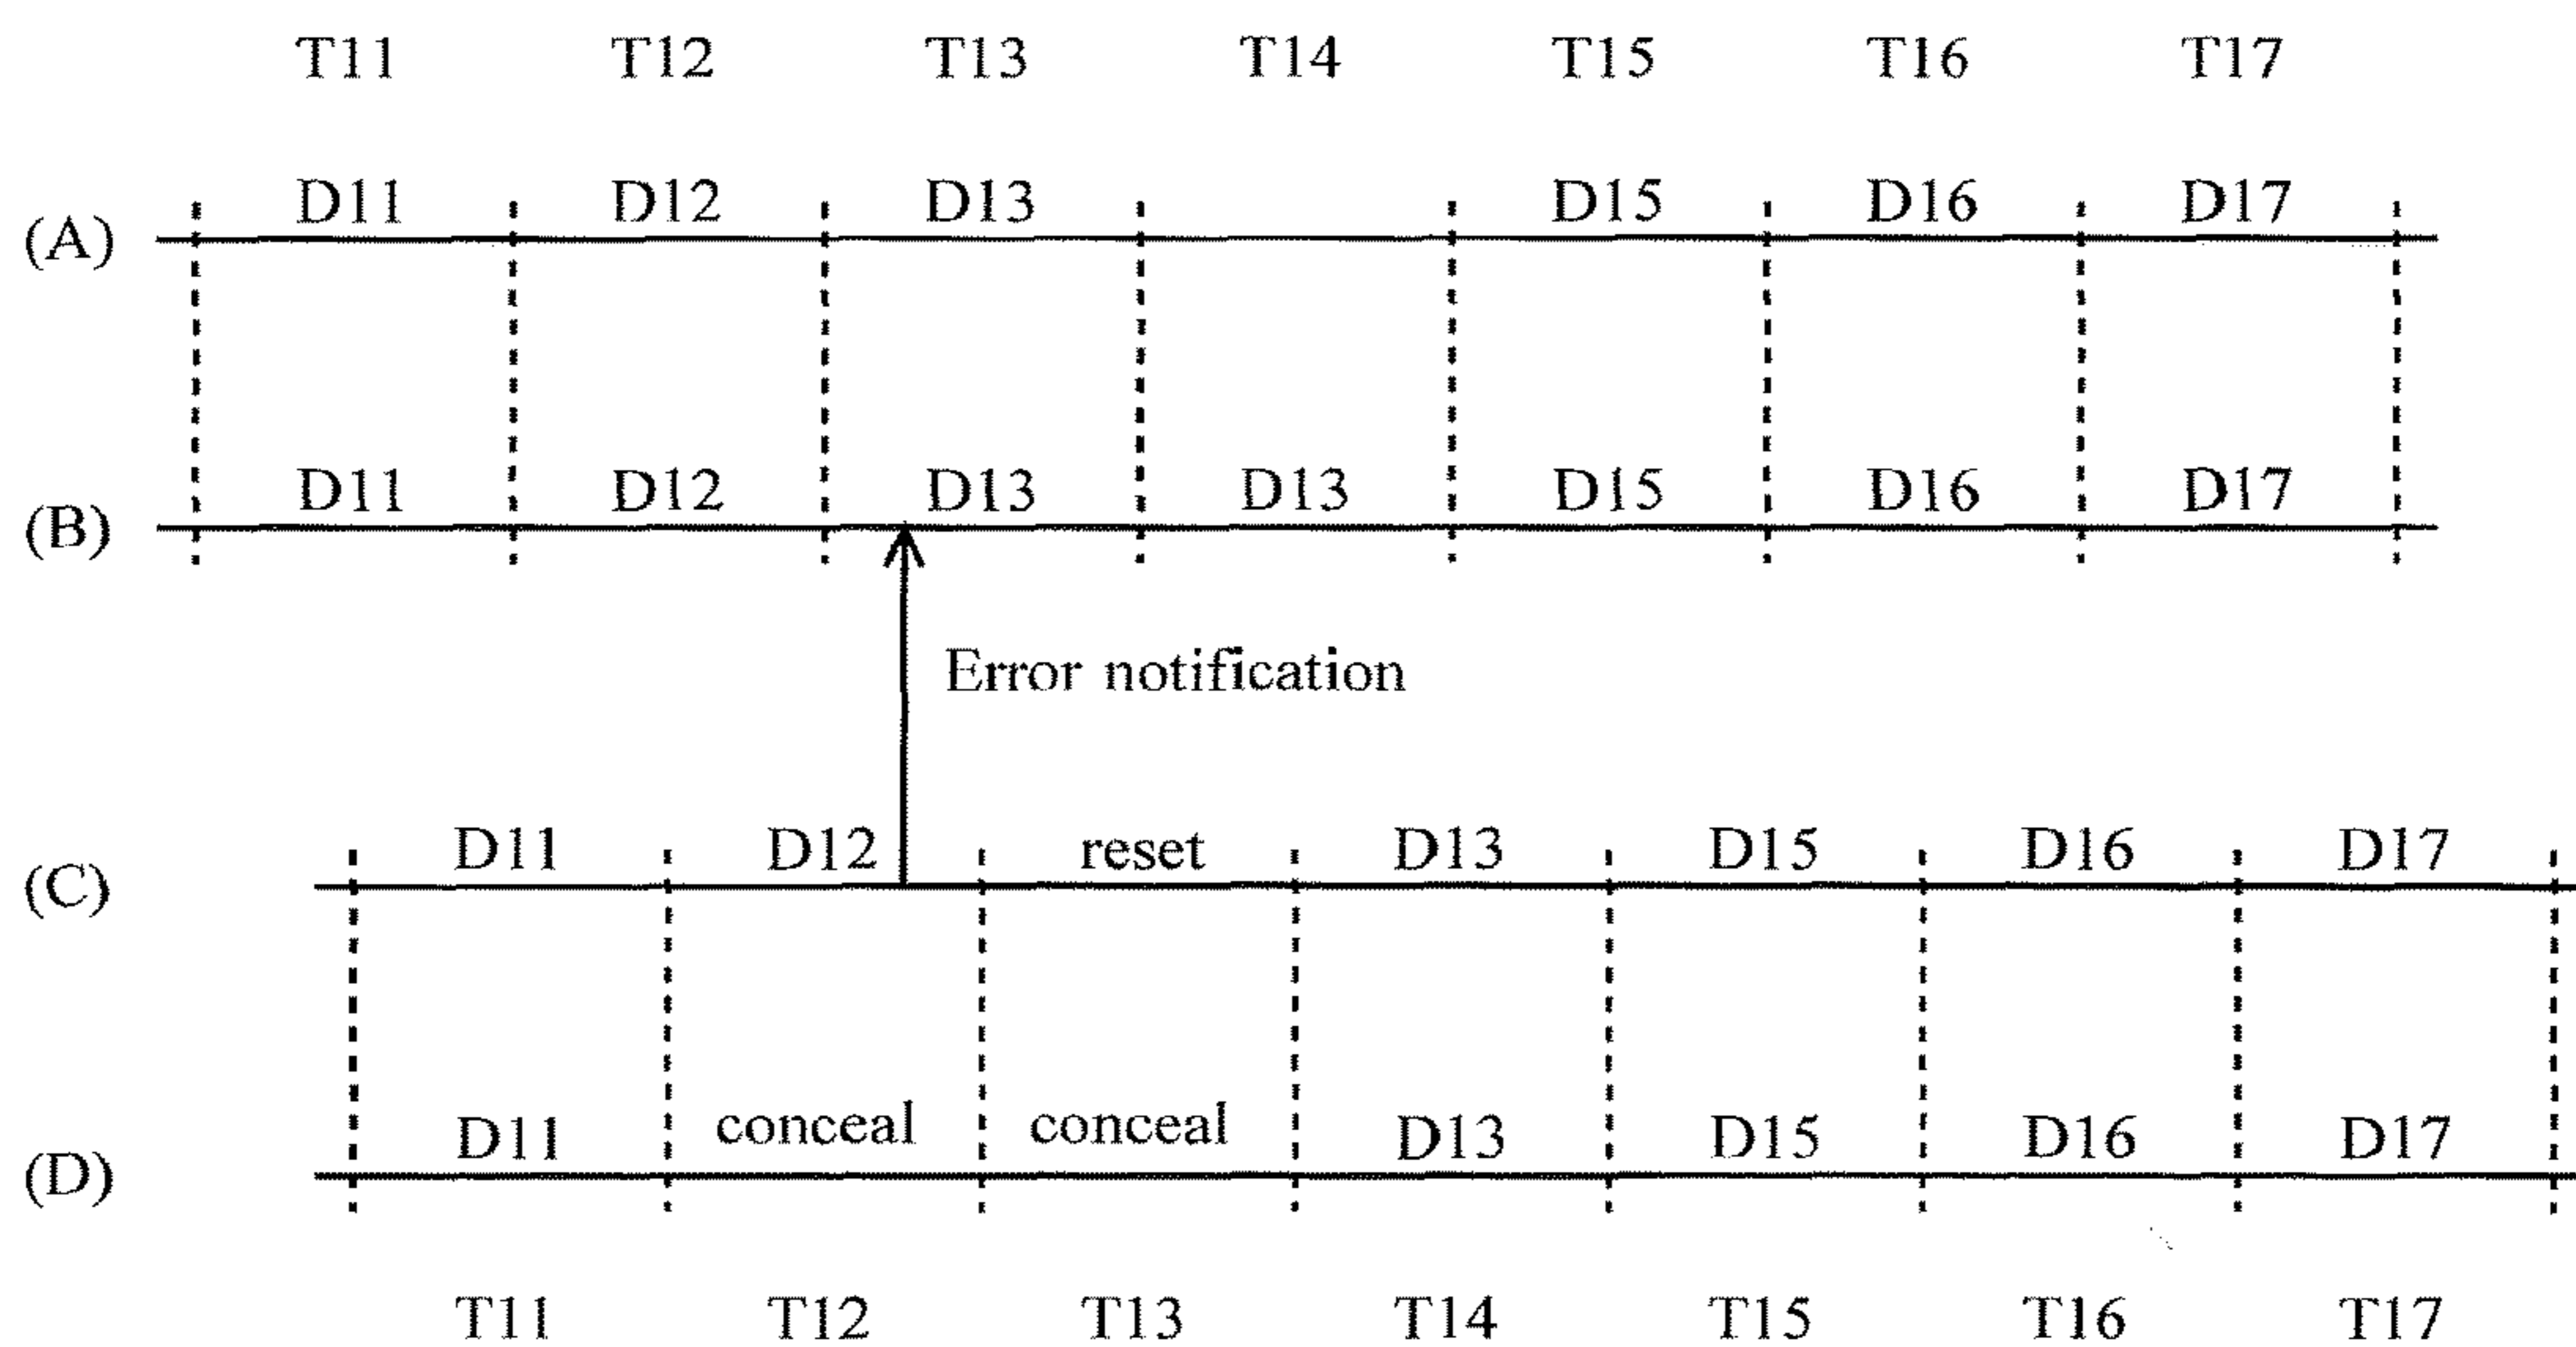 T11 T12 T13 T14 T15 T16 T17
D11 D12 D13 D15 D16 D17
(A)
D11 D12 D13 D13 D15 D16 D17
(B)
Error notification
D11 D12 reset D13 D15 D16 D17
(C)
D11 conceal conceal D13 D15 D16 D17
(D)
T11 T12 T13 T14 T15 T16 T17